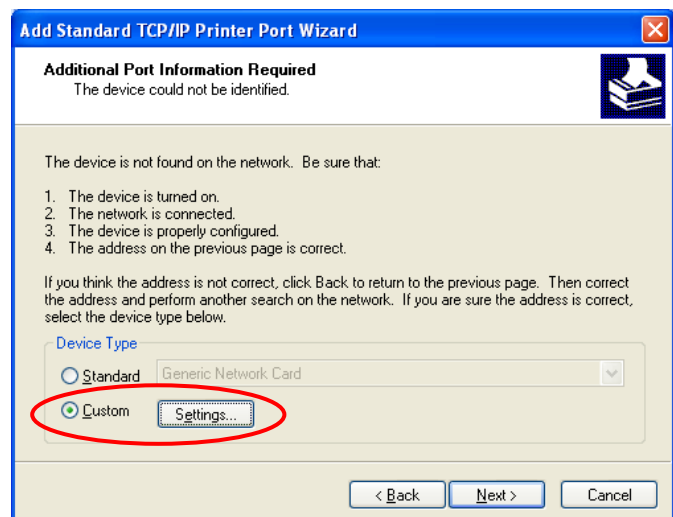 Add Standard TCP/IP Printer Port Wizard
Additional Port Information Required
The device could not be identified.
The device is not found on the network. Be sure that:
1. The device is turned on.
2. The network is connected.
3. The device is properly configured.
4. The address on the previous page is correct.
If you think the address is not correct, click Back to return to the previous page. Then correct
the address and perform another search on the network. If you are sure the address is correct,
select the device type below.
Device Type
Standard Generic Network Card
Custom Settings...
< Back Next > Cancel